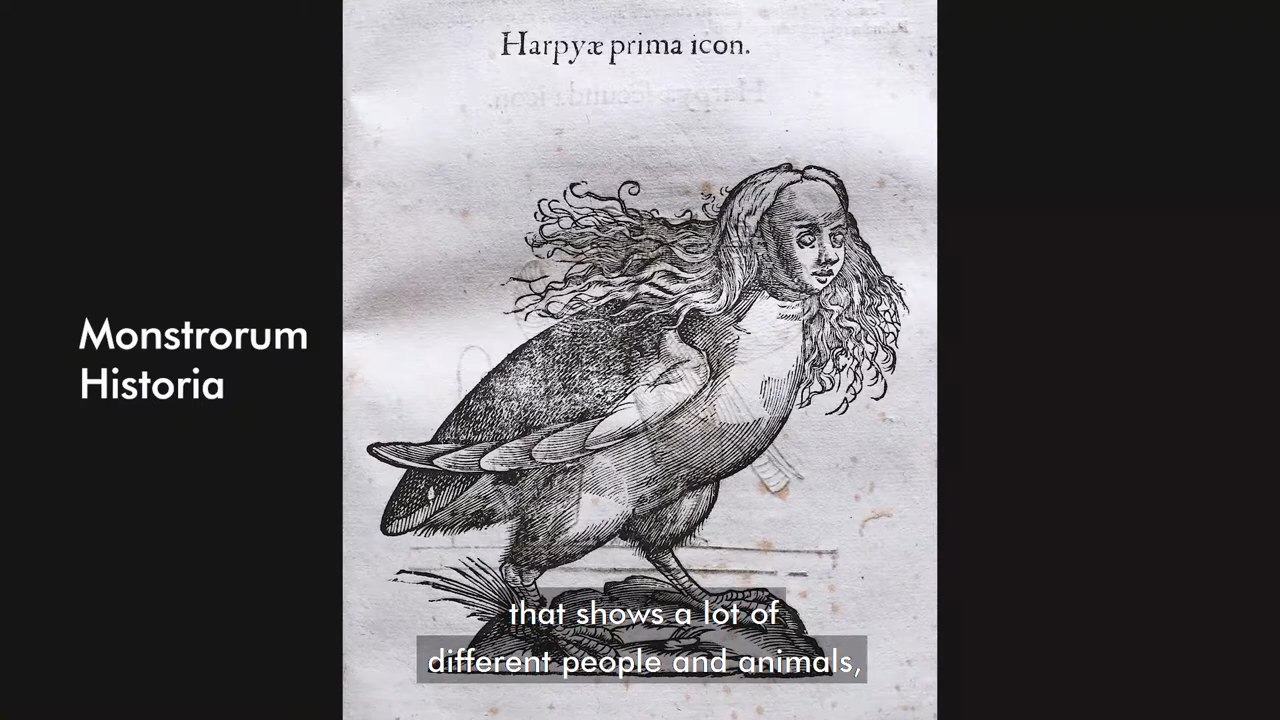 Harpyæ prima icon.
Monstrorum
Historia
that shows a lot of
different people and animals,